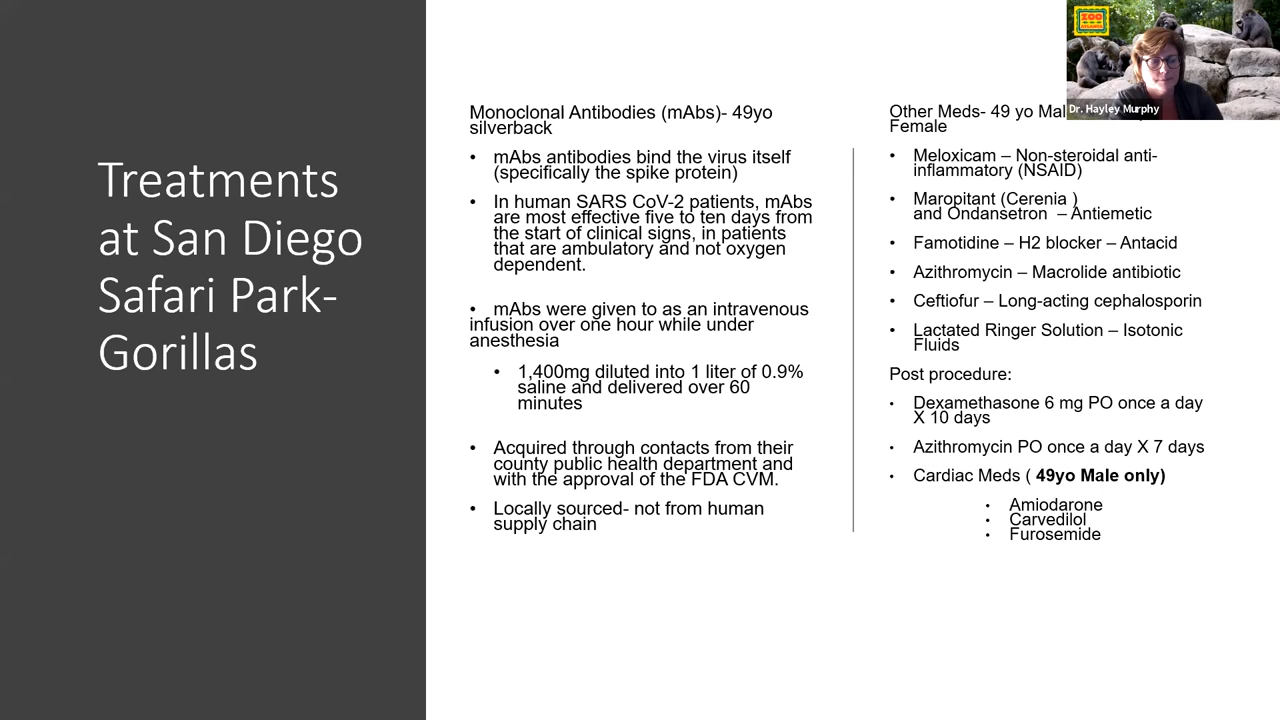 Treatments
at San Diego
Safari Park-
Gorillas
Monoclonal Antibodies (mAbs)- 49yo
silverback
• mAbs antibodies bind the virus itself
(specifically the spike protein)
• In human SARS CoV-2 patients, mAbs
are most effective five to ten days from
the start of clinical signs, in patients
that are ambulatory and not oxygen
dependent.
• mAbs were given to as an intravenous
infusion over one hour while under
anesthesia
• 1,400mg diluted into 1 liter of 0.9%
saline and delivered over 60
minutes
• Acquired through contacts from their
county public health department and
with the approval of the FDA CVM.
• Locally sourced- not from human
supply chain
Other Meds- 49 yo
Female
• Meloxicam – Non-steroidal anti-
inflammatory (NSAID)
• Maropitant (Cerenia )
and Ondansetron – Antiemetic
• Famotidine – H2 blocker – Antacid
• Azithromycin – Macrolide antibiotic
• Ceftiofur – Long-acting cephalosporin
• Lactated Ringer Solution – Isotonic
Fluids
Post procedure:
• Dexamethasone 6 mg PO once a day
X 10 days
• Azithromycin PO once a day X 7 days
• Cardiac Meds ( 49yo Male only)
• Amiodarone
• Carvedilol
• Furosemide
ZOO
ATLANTA
Dr. Hayley Murphy